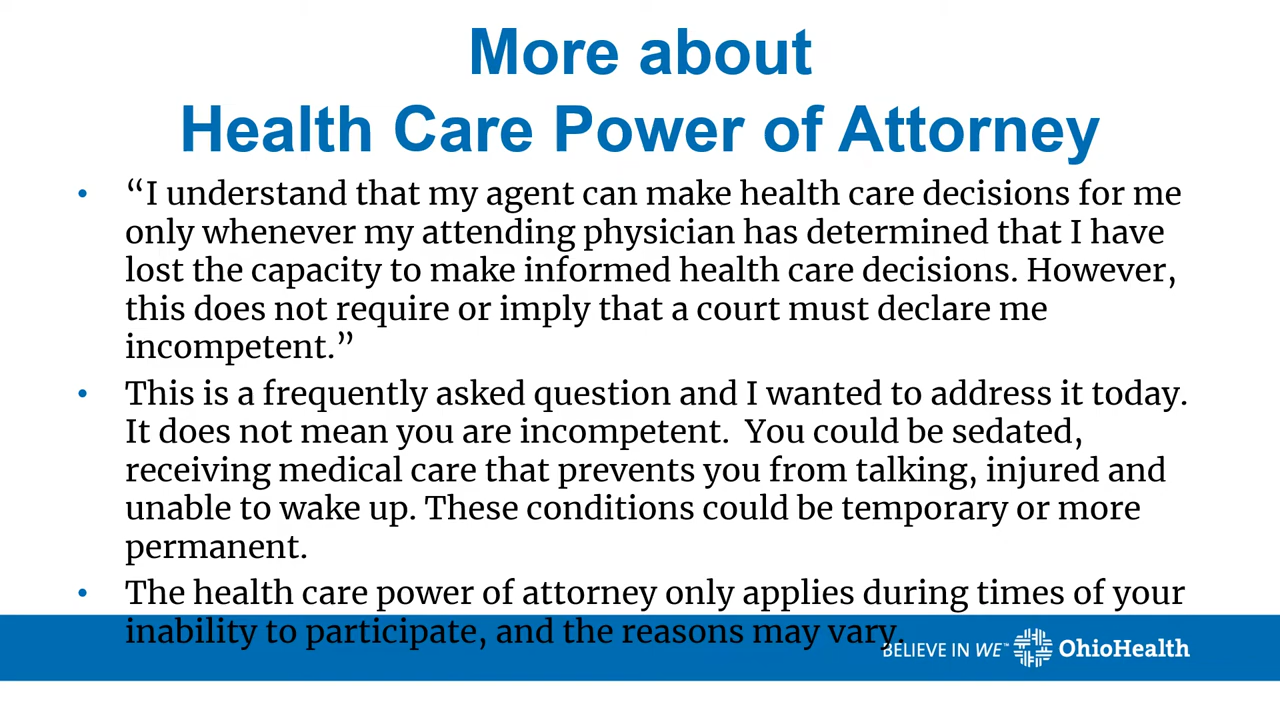 More about
Health Care Power of Attorney
• “I understand that my agent can make health care decisions for me
only whenever my attending physician has determined that I have
lost the capacity to make informed health care decisions. However,
this does not require or imply that a court must declare me
incompetent.”
• This is a frequently asked question and I wanted to address it today.
It does not mean you are incompetent.  You could be sedated,
receiving medical care that prevents you from talking, injured and
unable to wake up. These conditions could be temporary or more
permanent.
• The health care power of attorney only applies during times of your
inability to participate, and the reasons may vary.
BELIEVE IN WE™ OhioHealth